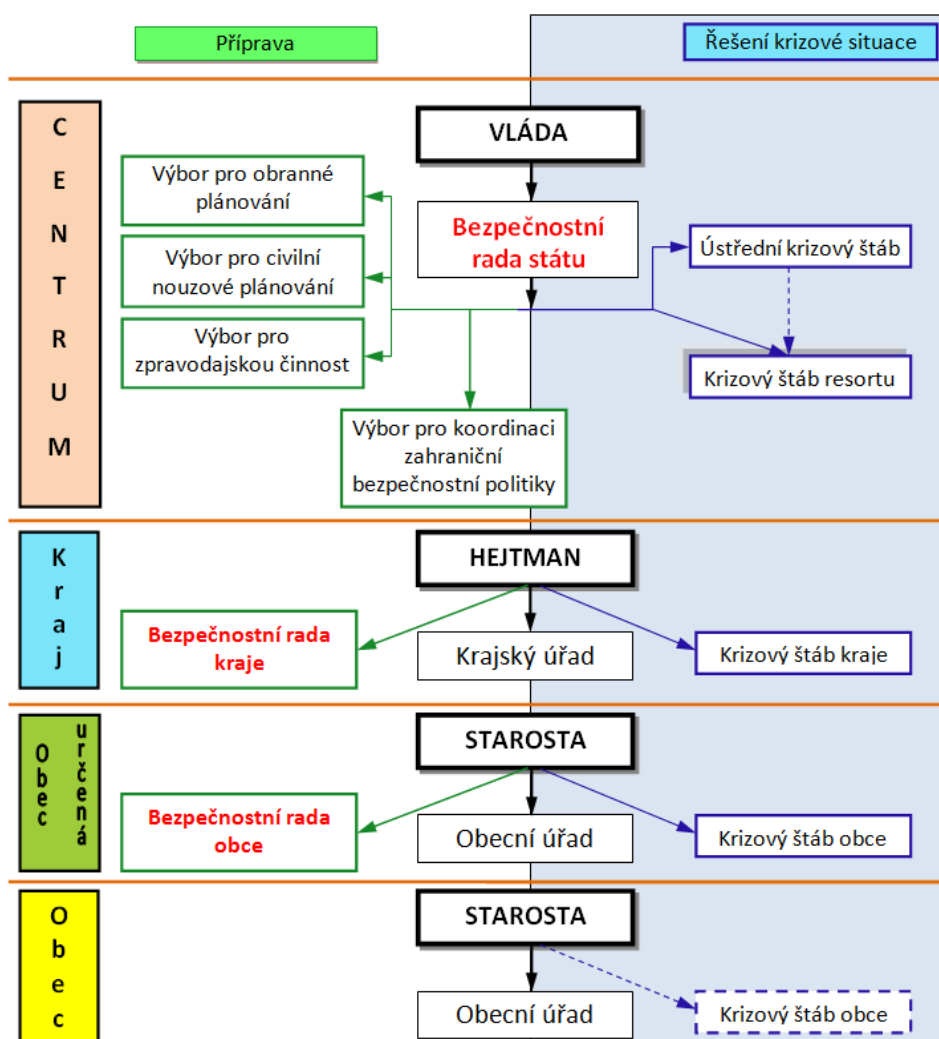 Příprava
Řešení krizové situace
CENTRUM
VLÁDA
Výbor pro obranné
plánování
Bezpečnostní
rada státu
Výbor pro civilní
nouzové plánování
Ústřední krizový štáb
Výbor pro
zpravodajskou činnost
Krizový štáb resortu
Výbor pro koordinaci
zahraniční
bezpečnostní politiky
Kraj
HEJTMAN
Bezpečnostní rada
kraje
Krajský úřad
Krizový štáb kraje
Obec
určená
STAROSTA
Bezpečnostní rada
obce
Obecní úřad
Krizový štáb obce
Obec
STAROSTA
Obecní úřad
Krizový štáb obce